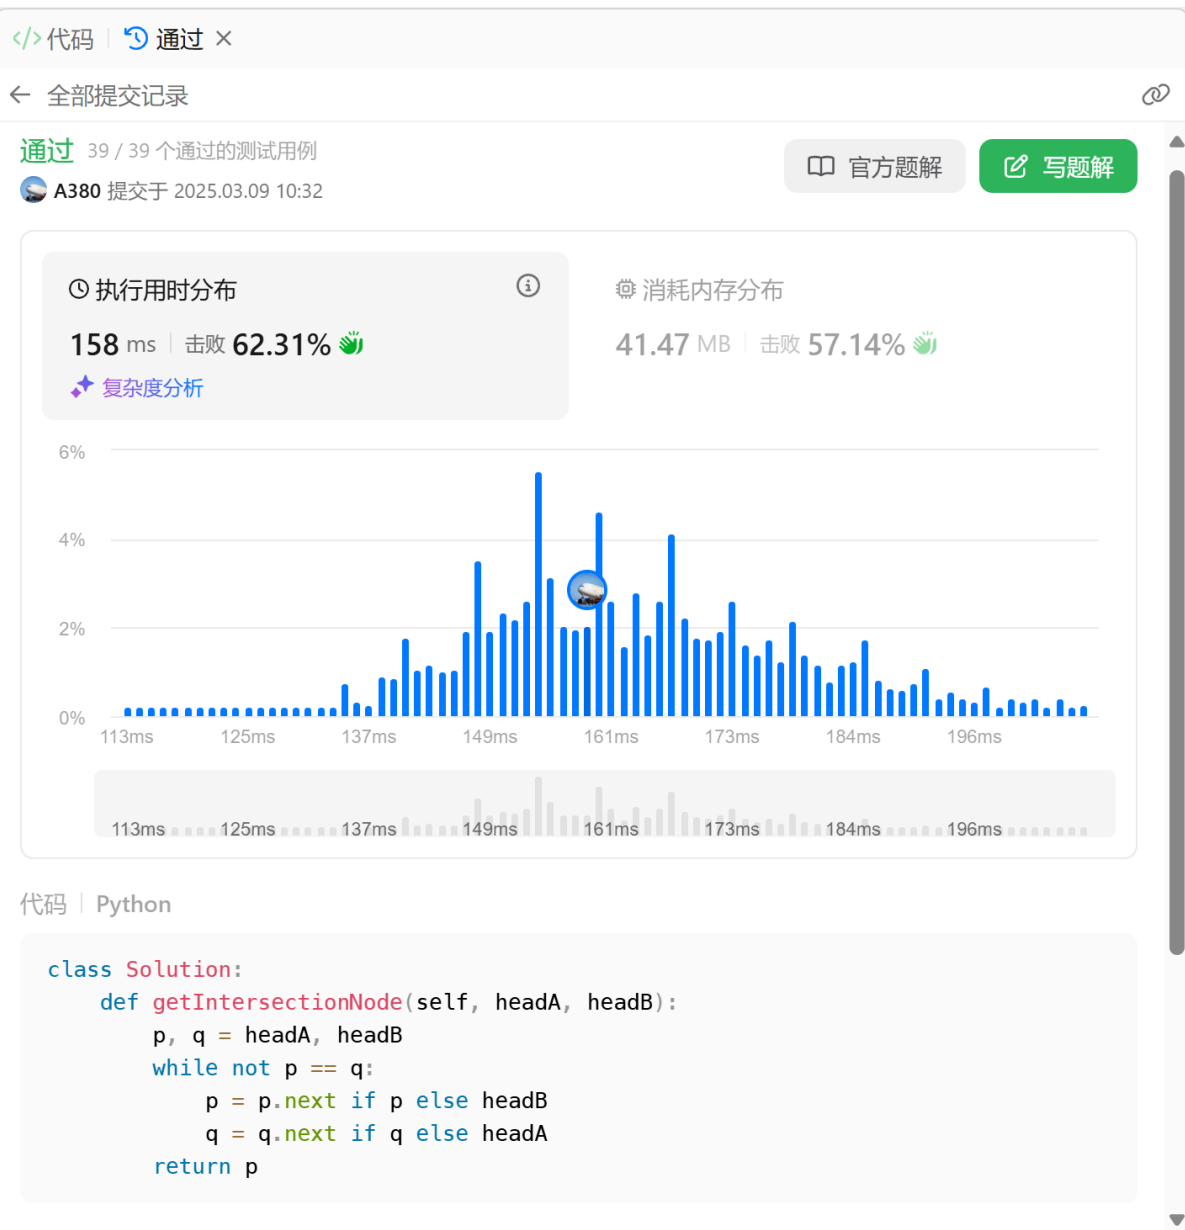 </> 代码 通过 ×
全部提交记录
通过 39 / 39 个通过的测试用例
官方题解 写题解
A380 提交于 2025.03.09 10:32
执行用时分布
158 ms 击败 62.31%
复杂度分析
消耗内存分布
41.47 MB 击败 57.14%
6%
4%
2%
0%
113ms 125ms 137ms 149ms 161ms 173ms 184ms 196ms
113ms 125ms 137ms 149ms 161ms 173ms 184ms 196ms
代码 Python
class Solution:
    def getIntersectionNode(self, headA, headB):
        p, q = headA, headB
        while not p == q:
            p = p.next if p else headB
            q = q.next if q else headA
        return p